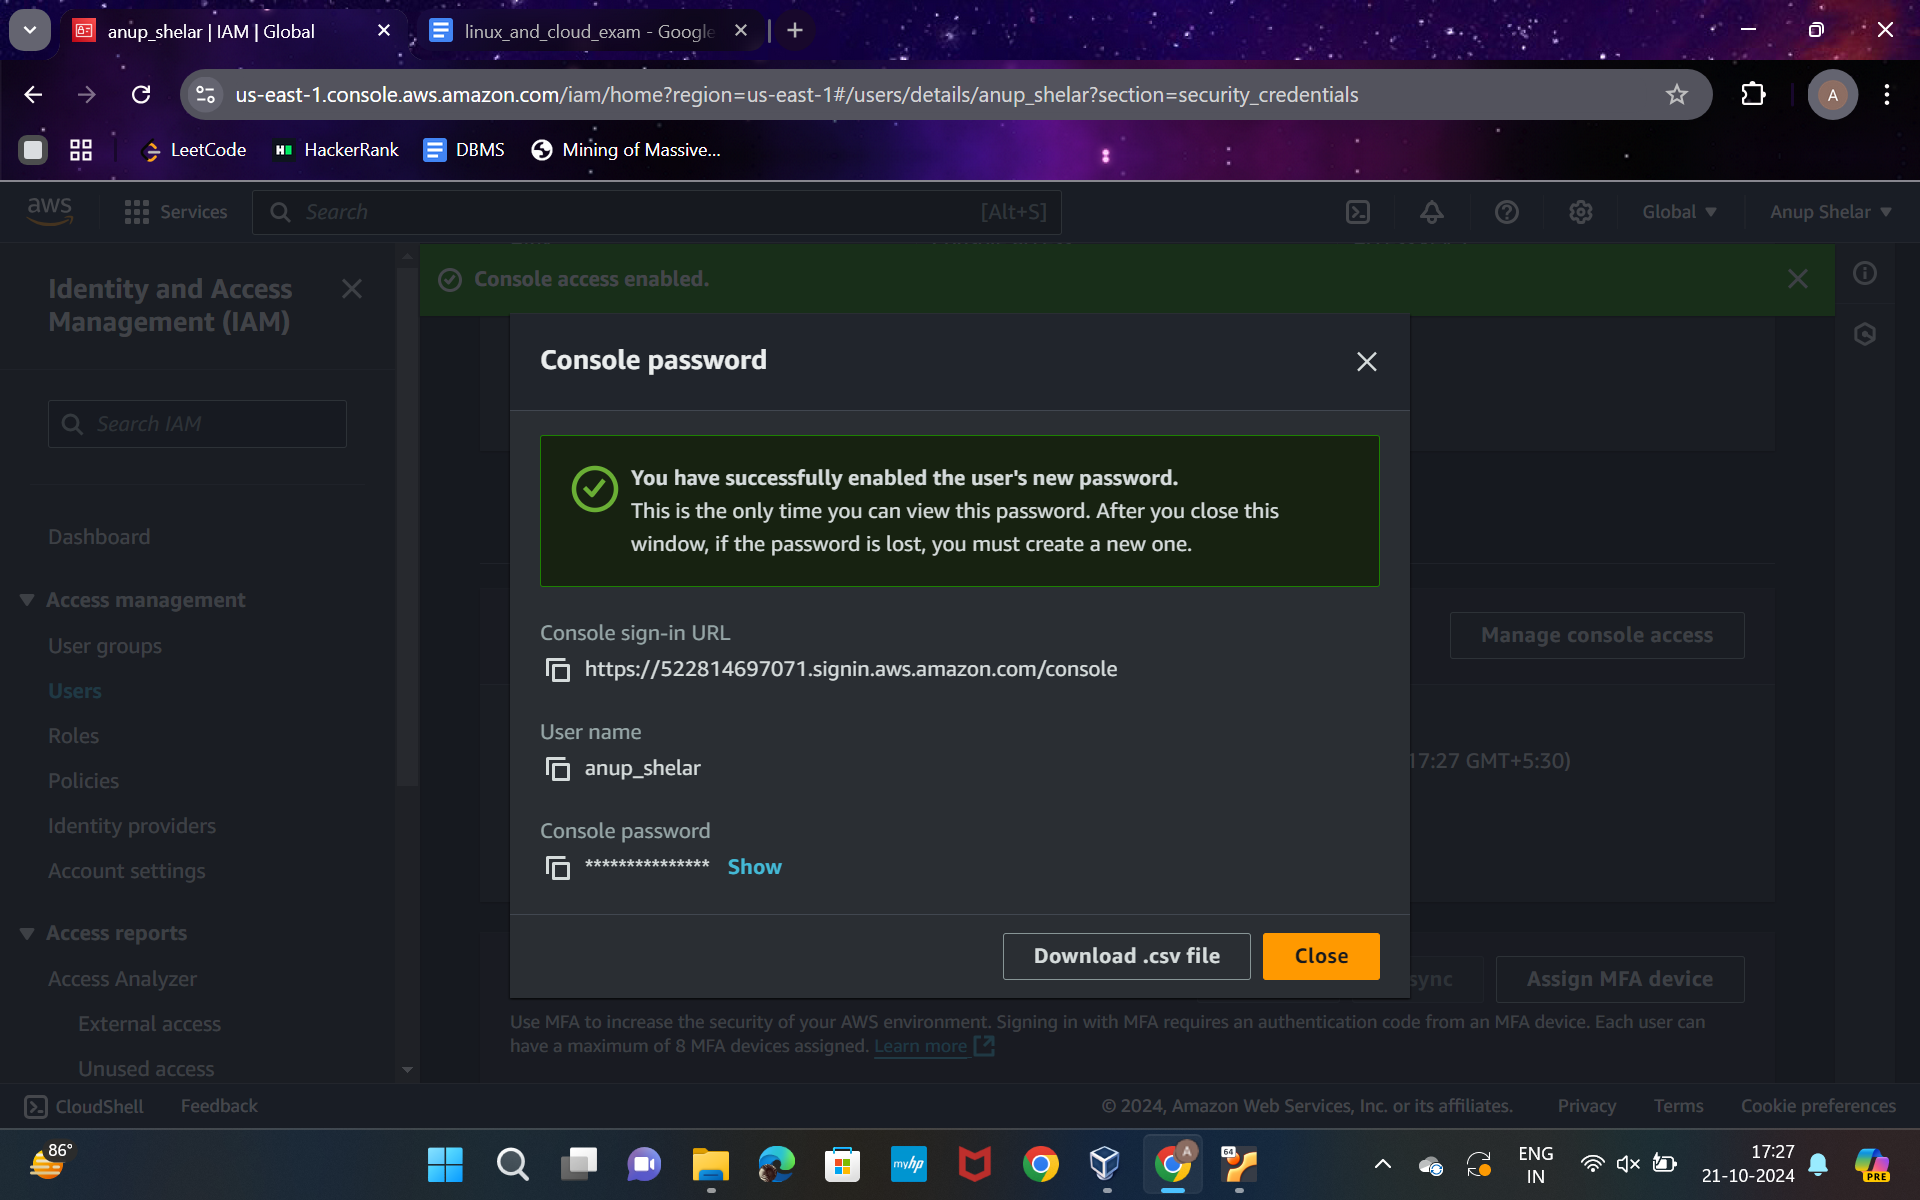 anup_shelar | IAM | Global
linux_and_cloud_exam - Google
us-east-1.console.aws.amazon.com/iam/home?region=us-east-1#/users/details/anup_shelar?section=security_credentials
A
LeetCode
HackerRank
DBMS
Mining of Massive...
aws
Services
Search
[Alt+S]
Global
Anup Shelar
Identity and Access
Management (IAM)
Console access enabled.
Search IAM
Dashboard
Access management
User groups
Users
Roles
Policies
Identity providers
Account settings
Access reports
Access Analyzer
External access
Unused access
Console password
You have successfully enabled the user's new password.
This is the only time you can view this password. After you close this
window, if the password is lost, you must create a new one.
Console sign-in URL
https://522814697071.signin.aws.amazon.com/console
User name
anup_shelar
Console password
*************** Show
Download .csv file
Close
Manage console access
17:27 GMT+5:30)
sync
Assign MFA device
Use MFA to increase the security of your AWS environment. Signing in with MFA requires an authentication code from an MFA device. Each user can
have a maximum of 8 MFA devices assigned. Learn more
CloudShell
Feedback
© 2024, Amazon Web Services, Inc. or its affiliates.
Privacy
Terms
Cookie preferences
86°
myhp
A
64
ENG
IN
17:27
21-10-2024
PRE